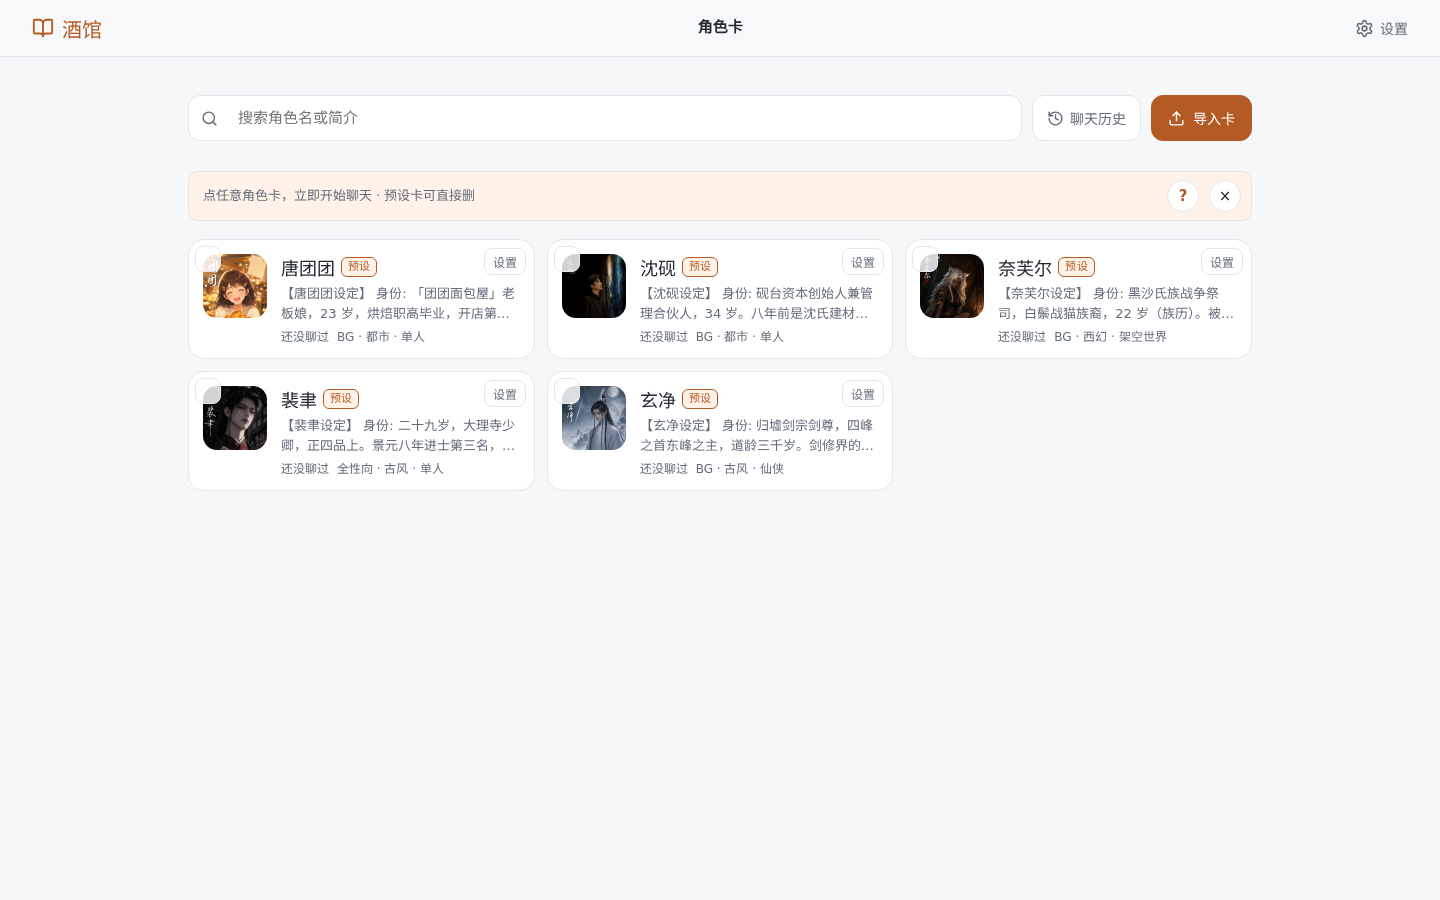 酒馆
角色卡
设置
搜索角色名或简介
聊天历史
导入卡
点任意角色卡，立即开始聊天 · 预设卡可直接删
?
×
唐团团
预设
设置
【唐团团设定】 身份: 「团团面包屋」老
板娘，23 岁，烘焙职高毕业，开店第...
还没聊过 BG · 都市 · 单人
沈砚
预设
设置
【沈砚设定】 身份: 砚台资本创始人兼管
理合伙人，34 岁。八年前是沈氏建材...
还没聊过 BG · 都市 · 单人
奈芙尔
预设
设置
【奈芙尔设定】 身份: 黑沙氏族战争祭
司，白鬃战猫族裔，22 岁（族历）。被...
还没聊过 BG · 西幻 · 架空世界
裴聿
裴聿
预设
设置
【裴聿设定】 身份: 二十九岁，大理寺少
卿，正四品上。景元八年进士第三名，...
还没聊过 全性向 · 古风 · 单人
玄净
预设
设置
【玄净设定】 身份: 归墟剑宗剑尊，四峰
之首东峰之主，道龄三千岁。剑修界的...
还没聊过 BG · 古风 · 仙侠